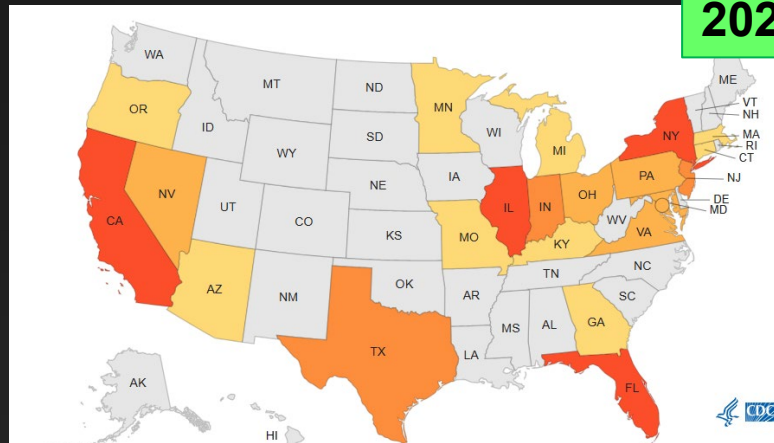 202
WA
MT
ND
MN
ME
VT
NH
OR
ID
SD
WI
NY
MA
RI
CT
WY
MI
IA
PA
NJ
NE
NV
OH
DE
MD
IL
IN
UT
CO
WV
CA
KS
MO
KY
VA
NC
TN
OK
AZ
NM
AR
SC
MS
AL
GA
TX
LA
AK
FL
HI
CDC